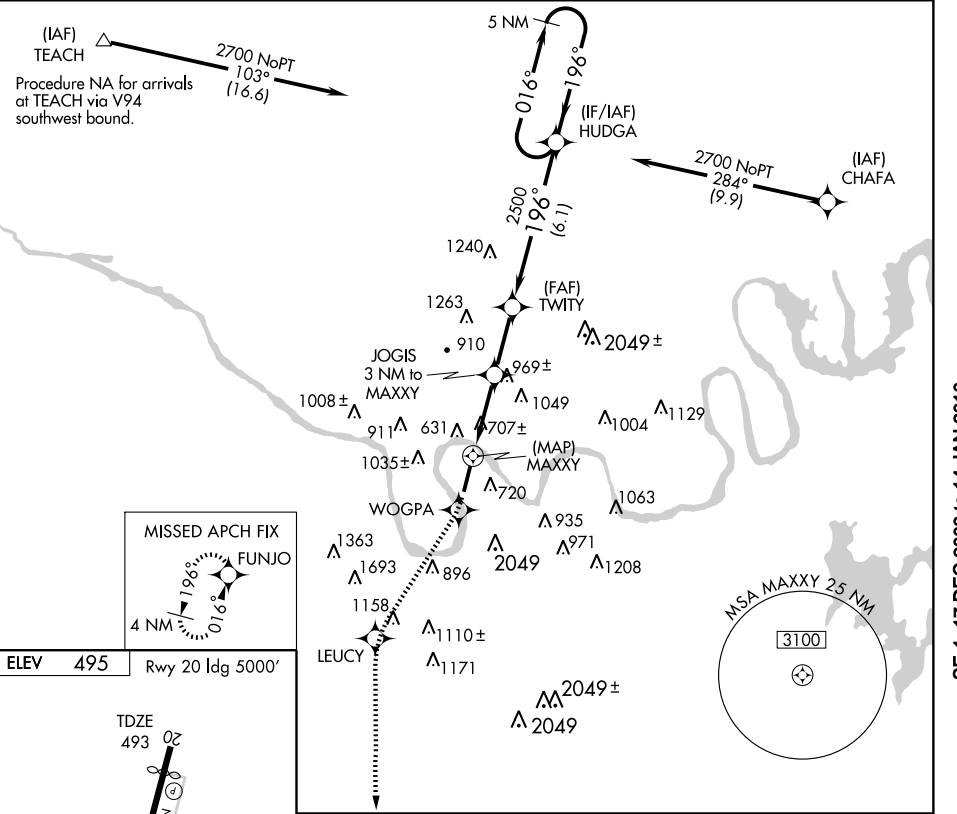 (IAF)
TEACH
2700 NoPT
103°
(16.6)
Procedure NA for arrivals
at TEACH via V94
southwest bound.
5 NM
016°
196°
(IF/IAF)
HUDGA
2700 NoPT
284°
(9.9)
(IAF)
CHAFA
2500
196°
(6.1)
1240
(FAF)
TWITY
1263
910
2049±
JOGIS
3 NM to
MAXXY
969±
1049
1008±
911
631
707±
1004
1129
1035±
(MAP)
MAXXY
720
1063
WOGPA
935
971
1208
2049
1363
1693
896
1158
LEUCY
1110±
1171
2049±
2049
MISSED APCH FIX
FUNJO
196°
016°
4 NM
MSA MAXXY 25 NM
3100
ELEV 495
Rwy 20 ldg 5000'
TDZE
493
20
P